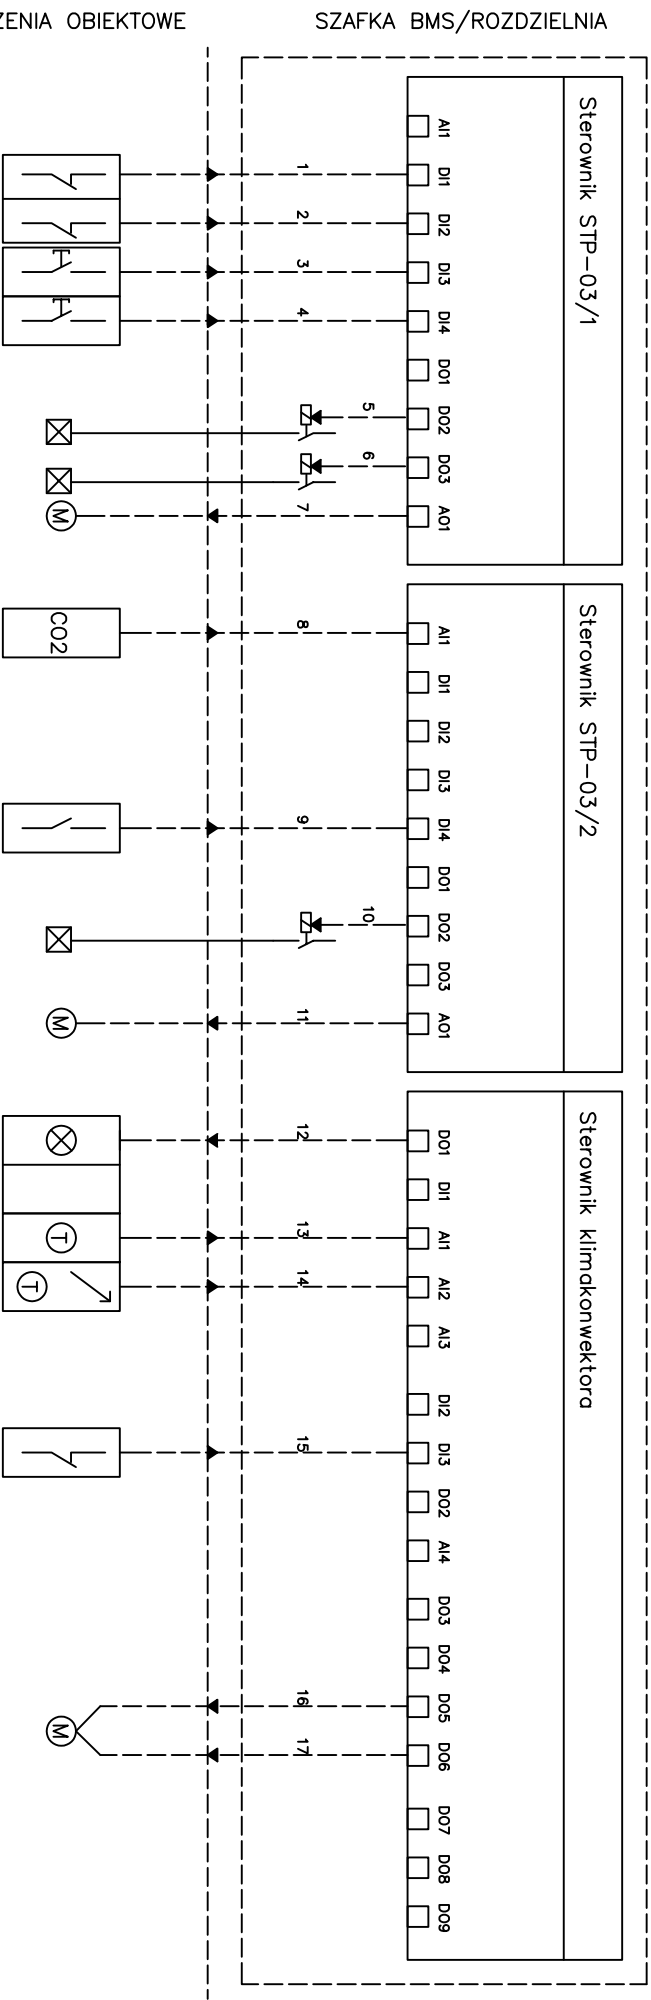 ZENIA OBIEKTOWE
SZAFKA BMS/ROZDZIELNIA
Sterownik STP-03/1
AI1
DI1
DI2
DI3
DI4
DO1
DO2
DO3
AO1
1
2
3
4
5
6
7
M
Sterownik STP-03/2
AI1
DI1
DI2
DI3
DI4
DO1
DO2
DO3
AO1
8
9
10
11
CO2
M
Sterownik klimakonwektora
DO1
DI1
AI1
AI2
AI3
DI2
DI3
DO2
AI4
DO3
DO4
DO5
DO6
DO7
DO8
DO9
12
13
14
15
16
17
T
T
M